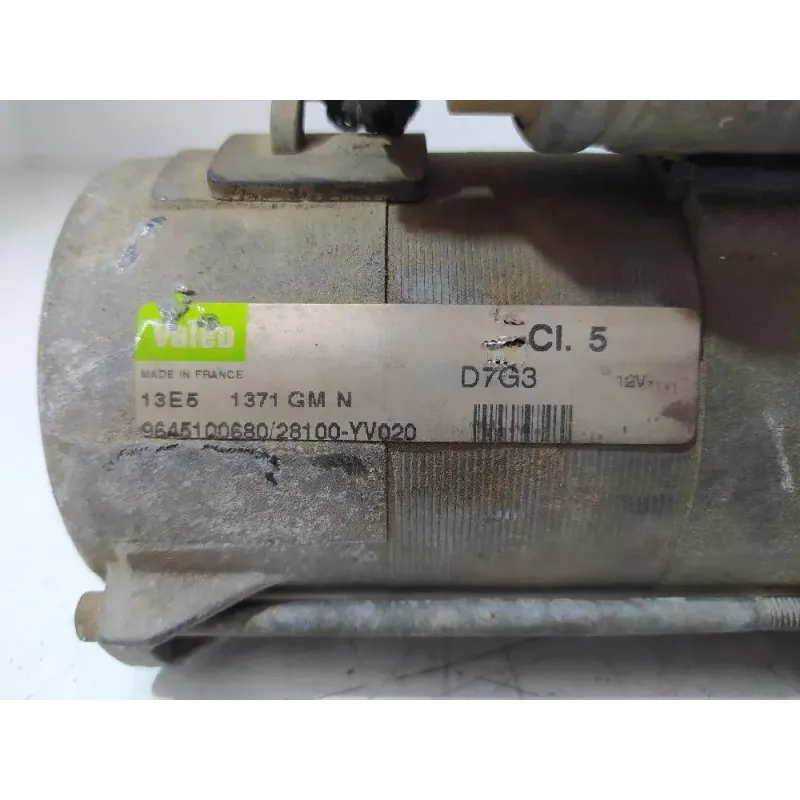 Valeo
Cl. 5
MADE IN FRANCE
D7G3
12V
13E5 1371 GM N
9645100680/28100-YV020